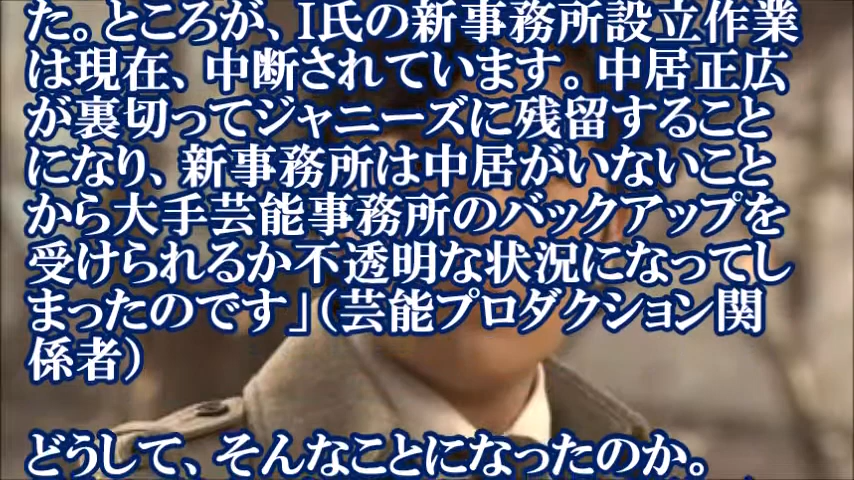 た。ところが、I氏の新事務所設立作業
は現在、中断されています。中居正広
が裏切ってジャニーズに残留すること
になり、新事務所は中居がいないこと
から大手芸能事務所のバックアップを
受けられるか不透明な状況になってし
まったのです」（芸能プロダクション関
係者）
どうして、そんなことになったのか。